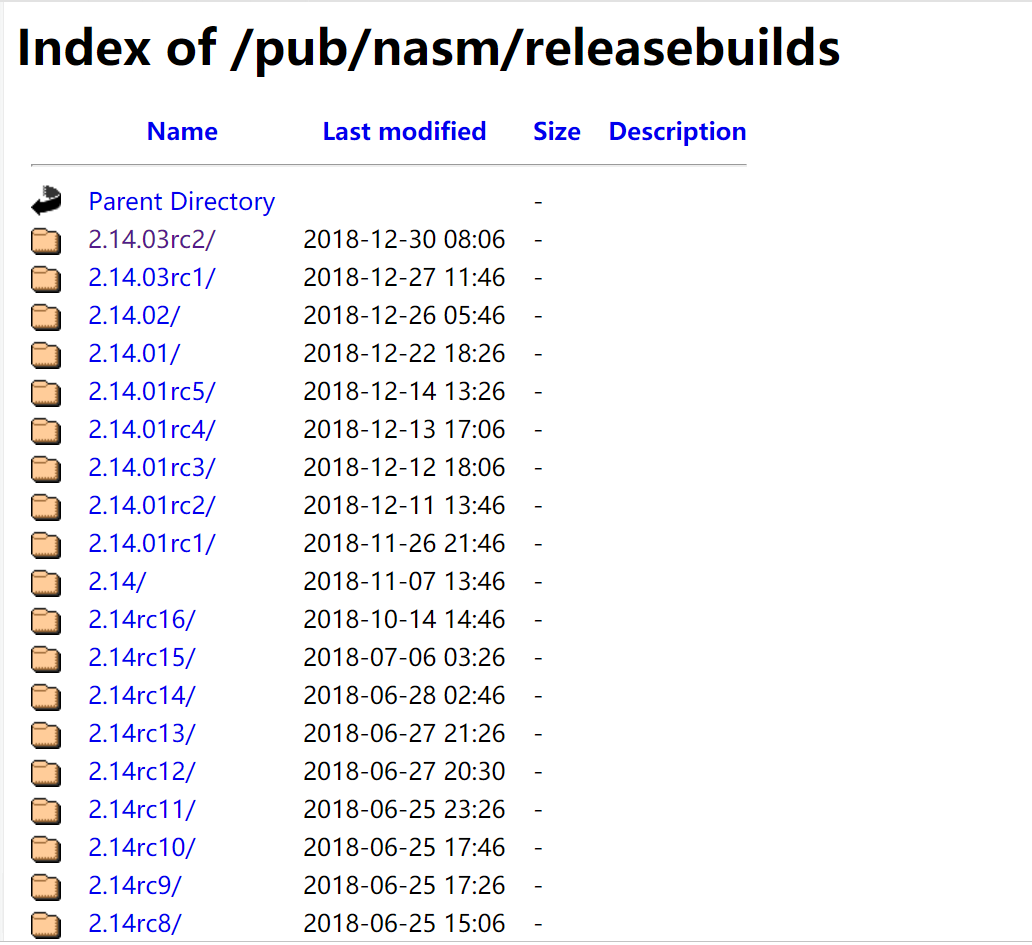 Index of /pub/nasm/releasebuilds
Name Last modified Size Description
Parent Directory -
2.14.03rc2/ 2018-12-30 08:06 -
2.14.03rc1/ 2018-12-27 11:46 -
2.14.02/ 2018-12-26 05:46 -
2.14.01/ 2018-12-22 18:26 -
2.14.01rc5/ 2018-12-14 13:26 -
2.14.01rc4/ 2018-12-13 17:06 -
2.14.01rc3/ 2018-12-12 18:06 -
2.14.01rc2/ 2018-12-11 13:46 -
2.14.01rc1/ 2018-11-26 21:46 -
2.14/ 2018-11-07 13:46 -
2.14rc16/ 2018-10-14 14:46 -
2.14rc15/ 2018-07-06 03:26 -
2.14rc14/ 2018-06-28 02:46 -
2.14rc13/ 2018-06-27 21:26 -
2.14rc12/ 2018-06-27 20:30 -
2.14rc11/ 2018-06-25 23:26 -
2.14rc10/ 2018-06-25 17:46 -
2.14rc9/ 2018-06-25 17:26 -
2.14rc8/ 2018-06-25 15:06 -